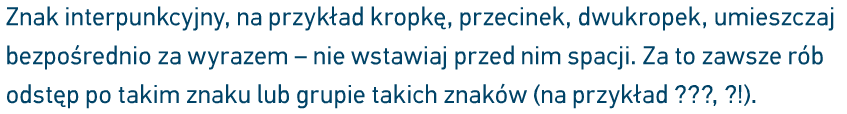 Znak interpunkcyjny, na przykład kropkę, przecinek, dwukropek, umieszczaj
bezpośrednio za wyrazem – nie wstawiaj przed nim spacji. Za to zawsze rób
odstęp po takim znaku lub grupie takich znaków (na przykład ???, ?!).